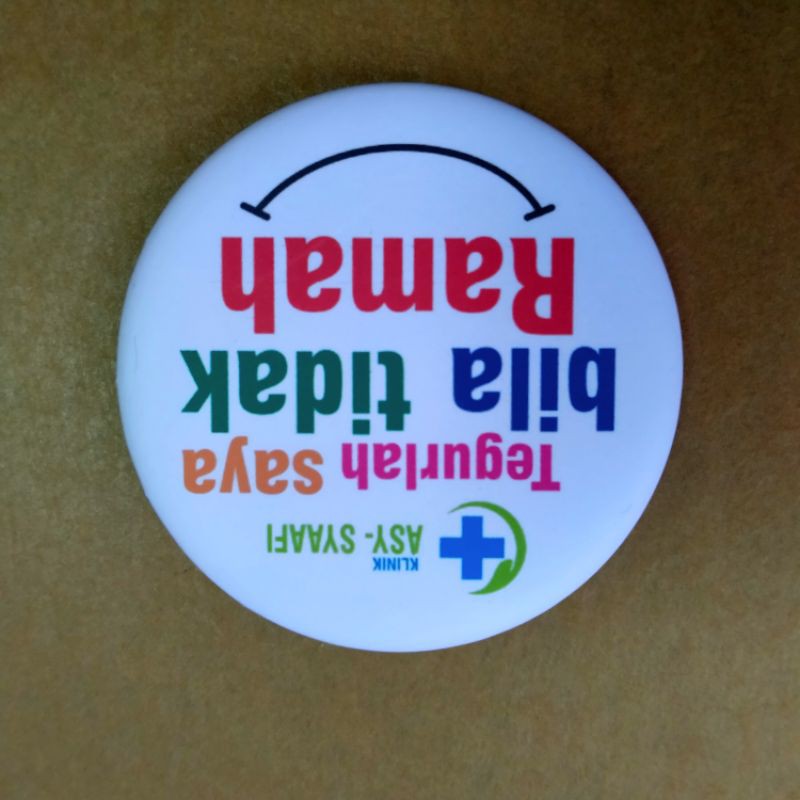 KLINIK
ASY- SYAAFI
Tegurlah saya
bila tidak
Ramah